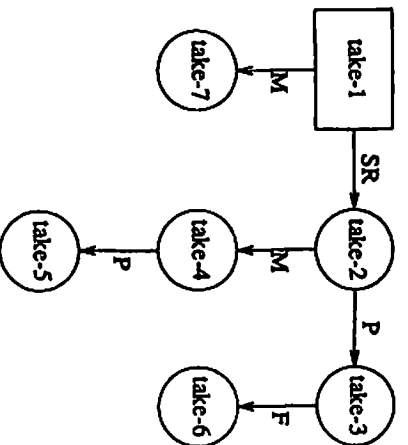 take-1
SR
take-2
P
take-3
M
M
F
take-7
take-4
take-6
P
take-5